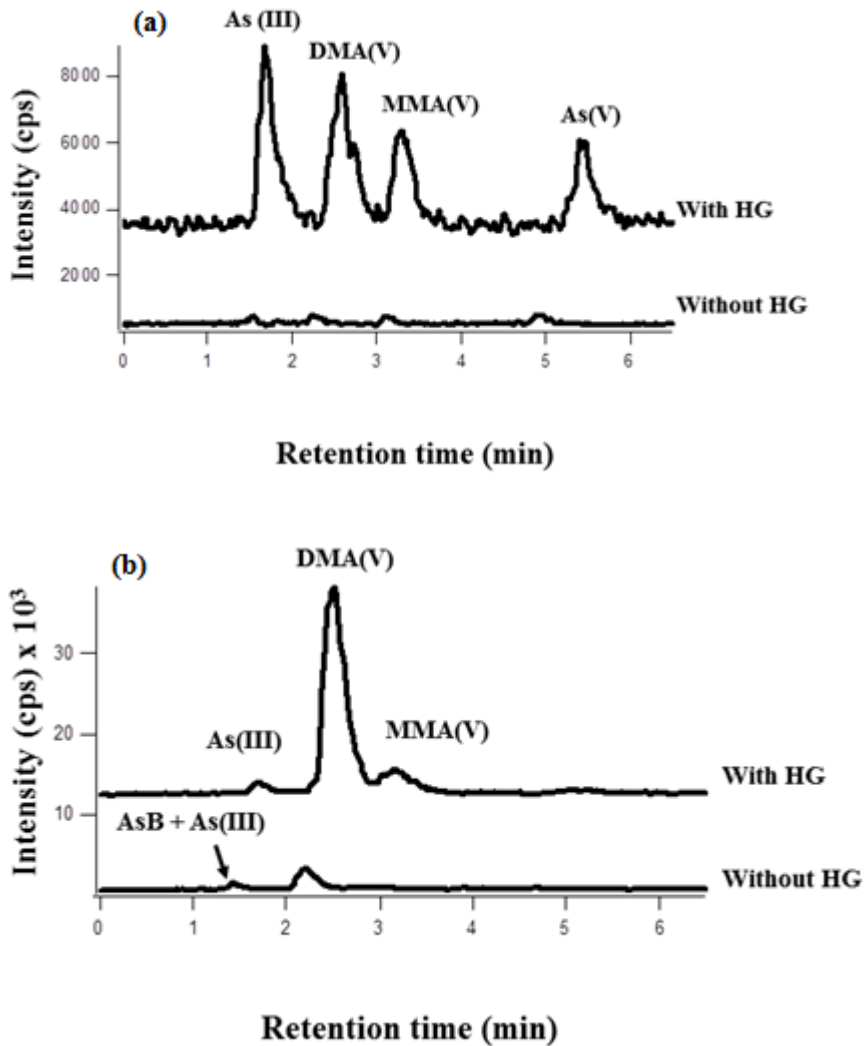 (a)
As (III)
DMA(V)
MMA(V)
As(V)
Intensity (cps)
8000
6000
4000
2000
With HG
Without HG
0 1 2 3 4 5 6
Retention time (min)
(b)
DMA(V)
Intensity (cps) x 10³
30
20
10
As(III)
MMA(V)
With HG
AsB + As(III)
Without HG
0 1 2 3 4 5 6
Retention time (min)